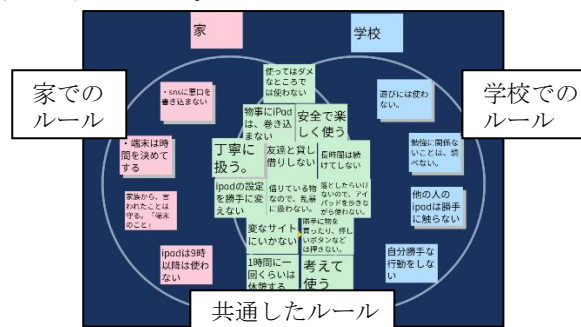 家
学校
家での
ルール
学校での
ルール
・snsに悪口を
書き込まない
・端末は時
間を決めて
する
家族から、言
われたことは
守る。「端末
のこと」
ipadは9時
以降は使わ
ない
使ってはダメ
なところで
は使わない
物事にiPad
は、巻き込
まない
安全で楽
しく使う
丁寧に
扱う。
友達と貸し
借りしない
長時間は続
けてしない
ipadの設定
を勝手に変
えない
借りている物
なので、乱暴
に扱わない。
落としたらいけ
ないので、アイ
パッドを歩きな
がら使わない。
変なサイト
にいかない
勝手に物を
買ったり、怪し
いボタンなど
は押さない。
1時間に一
回くらいは
休憩する
考えて
使う
遊びには使わ
ない。
勉強に関係な
いことは、調
べない。
他の人の
ipadは勝手
に触らない
自分勝手な
行動をしな
い
共通したルール